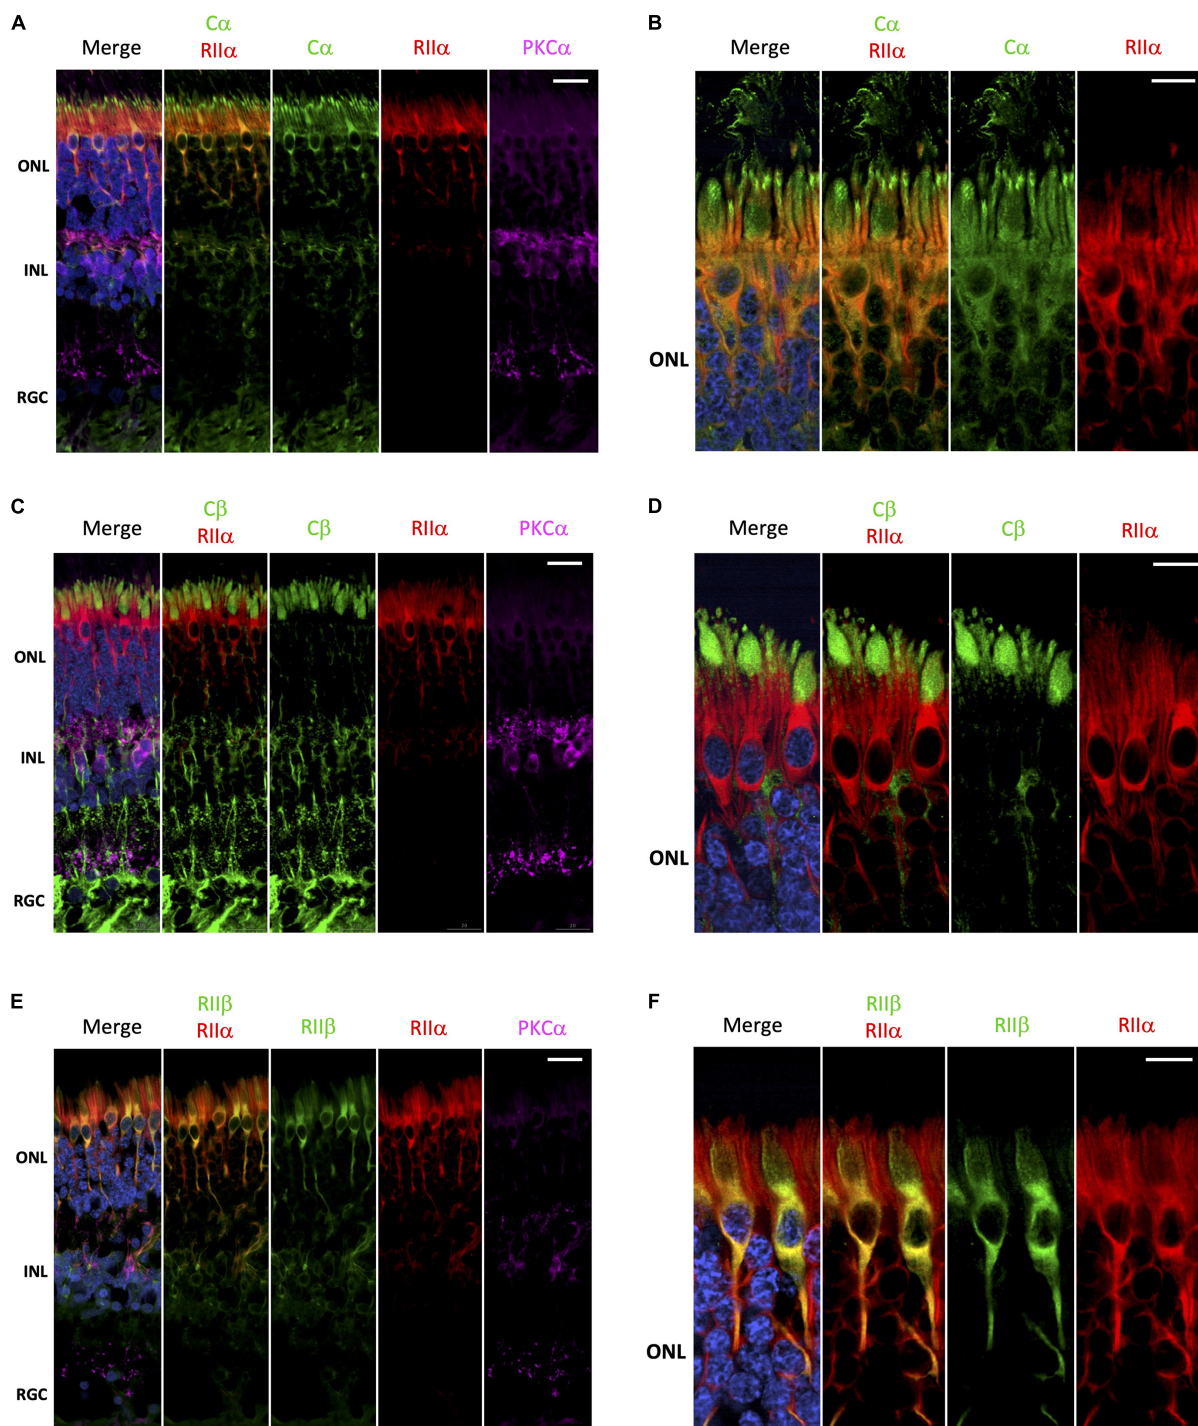 A
Cα
Merge RIIα Cα RIIα PKCα
ONL
INL
RGC
B
Cα
Merge RIIα Cα RIIα
ONL
C
Cβ
Merge RIIα Cβ RIIα PKCα
ONL
INL
RGC
D
Cβ
Merge RIIα Cβ RIIα
ONL
E
RIIβ
Merge RIIα RIIβ RIIα PKCα
ONL
INL
RGC
F
RIIβ
Merge RIIα RIIβ RIIα
ONL